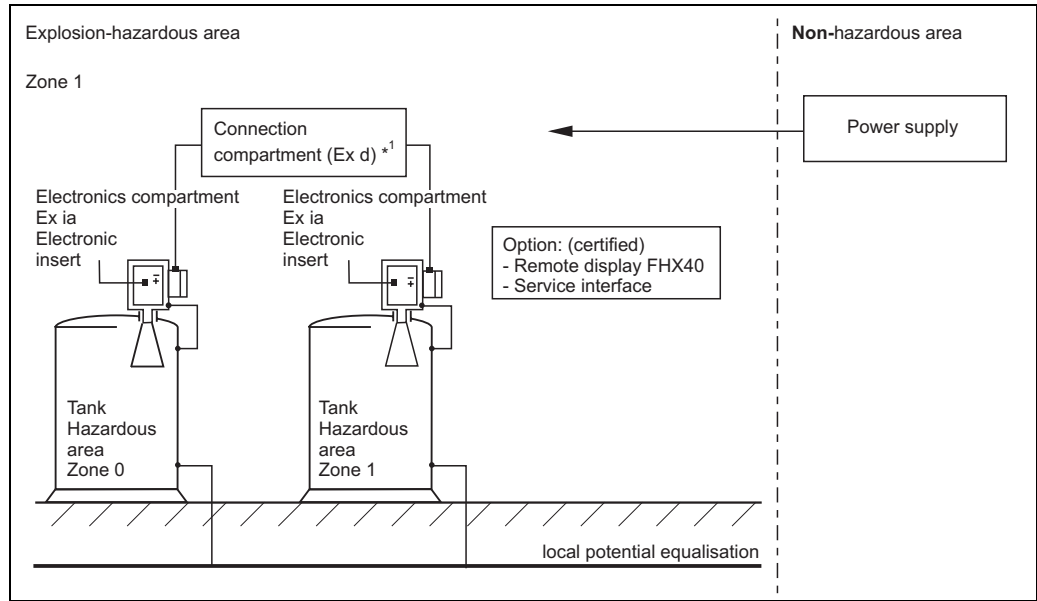 Explosion-hazardous area
Non-hazardous area
Zone 1
Power supply
Connection
compartment (Ex d) *1
Electronics compartment
Ex ia
Electronic
insert
Electronics compartment
Ex ia
Electronic
insert
Option: (certified)
- Remote display FHX40
- Service interface
Tank
Hazardous
area
Zone 0
Tank
Hazardous
area
Zone 1
local potential equalisation